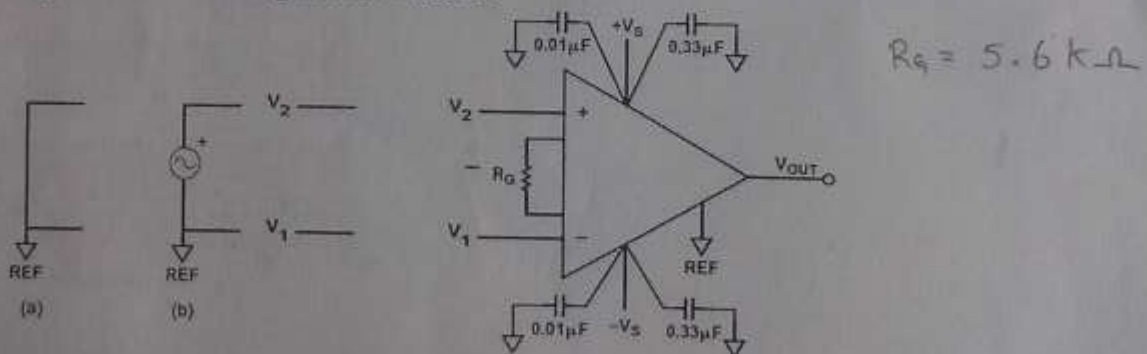 0.01µF
+VS
0.33µF
RG = 5.6 kΩ
V2
V2
+
+
VOUT
–
RG
V1
V1
–
REF
REF
REF
(a)
(b)
0.01µF
–VS
0.33µF